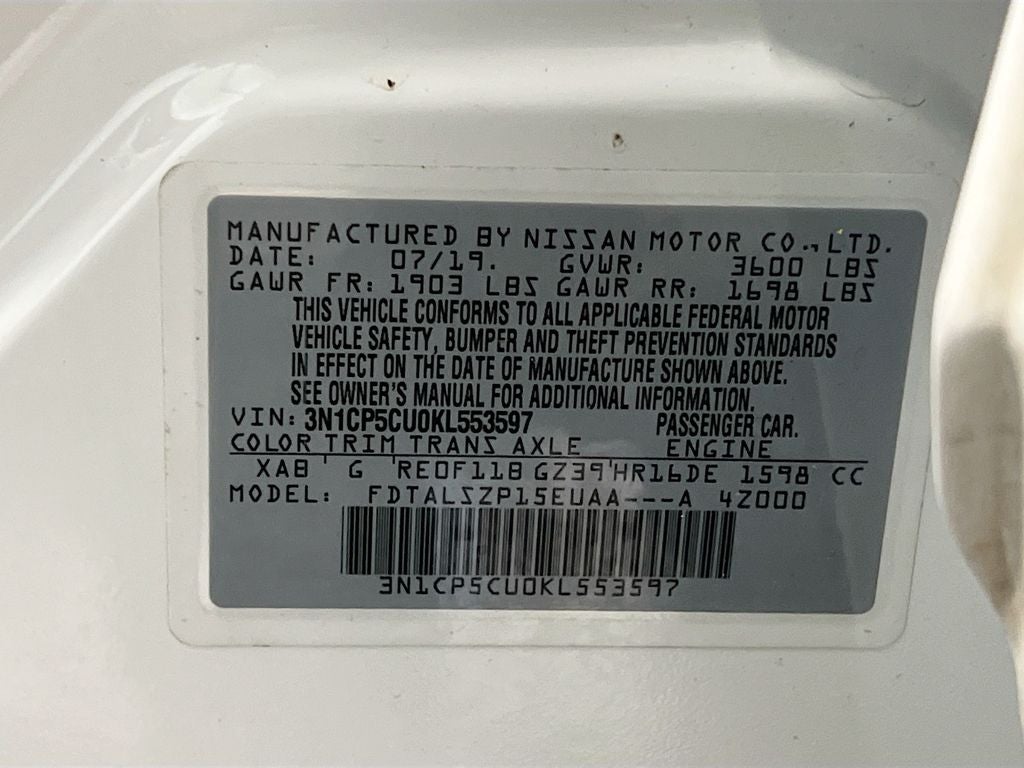 MANUFACTURED BY NISSAN MOTOR CO., LTD.
DATE: 07/19. GVWR: 3600 LBS
GAWR FR: 1903 LBS GAWR RR: 1698 LBS
THIS VEHICLE CONFORMS TO ALL APPLICABLE FEDERAL MOTOR
VEHICLE SAFETY, BUMPER AND THEFT PREVENTION STANDARDS
IN EFFECT ON THE DATE OF MANUFACTURE SHOWN ABOVE.
SEE OWNER'S MANUAL FOR ADDITIONAL INFORMATION.
VIN: 3N1CP5CU0KL553597 PASSENGER CAR.
COLOR TRIM TRANS AXLE ENGINE
XAB ' G 'RE0F11B GZ39'HR16DE 1598 CC
MODEL: FDTALSZP15EUAA---A 4Z000
3N1CP5CU0KL553597